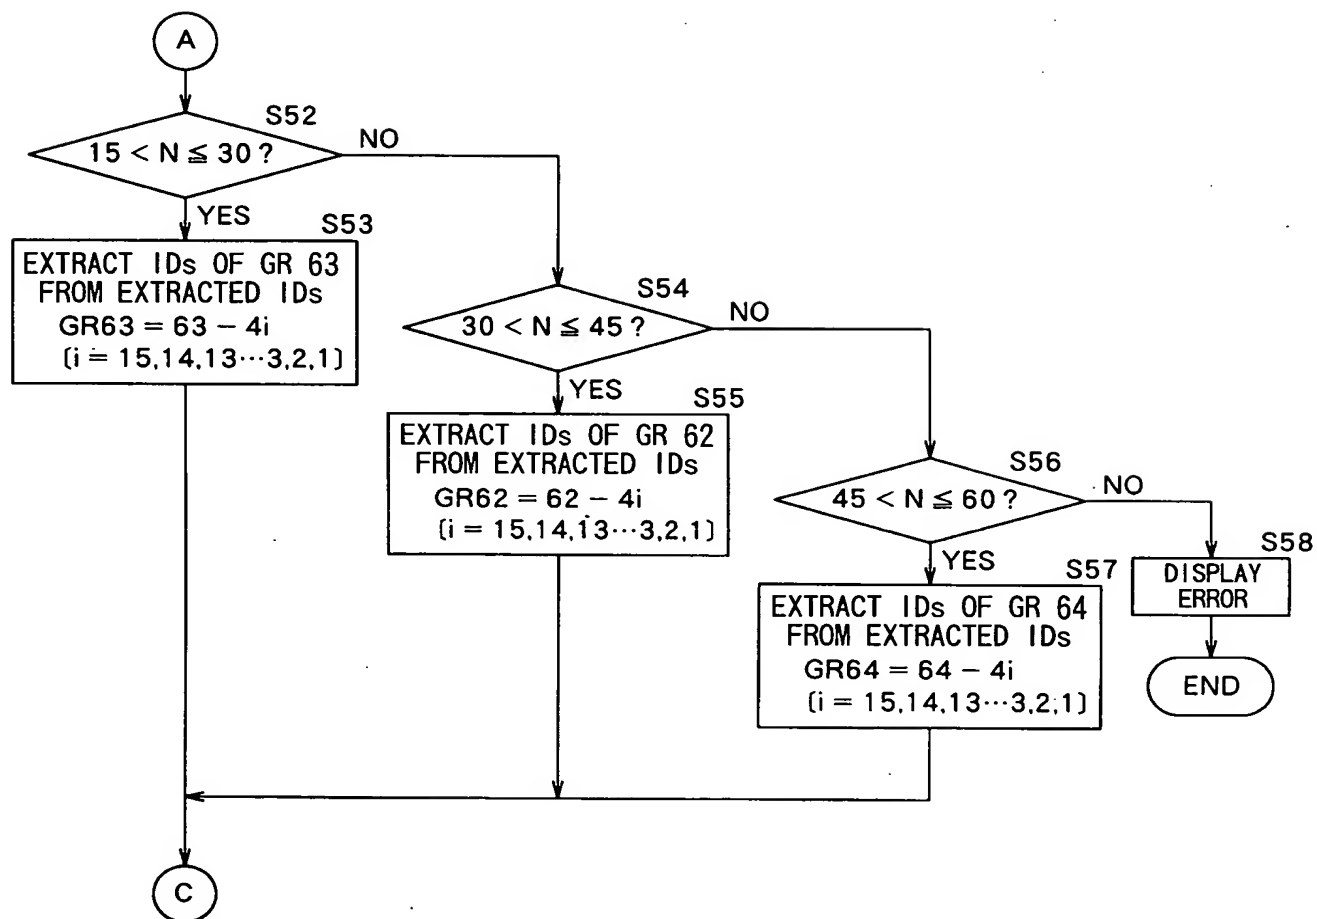 A
S52
15 < N ≦ 30 ?
NO
YES
S53
EXTRACT IDs OF GR 63
FROM EXTRACTED IDs
GR63 = 63 − 4i
(i = 15,14,13···3,2,1)
S54
30 < N ≦ 45 ?
NO
YES
S55
EXTRACT IDs OF GR 62
FROM EXTRACTED IDs
GR62 = 62 − 4i
(i = 15,14,13···3,2,1)
S56
45 < N ≦ 60 ?
NO
YES
S57
EXTRACT IDs OF GR 64
FROM EXTRACTED IDs
GR64 = 64 − 4i
(i = 15,14,13···3,2,1)
S58
DISPLAY
ERROR
END
C